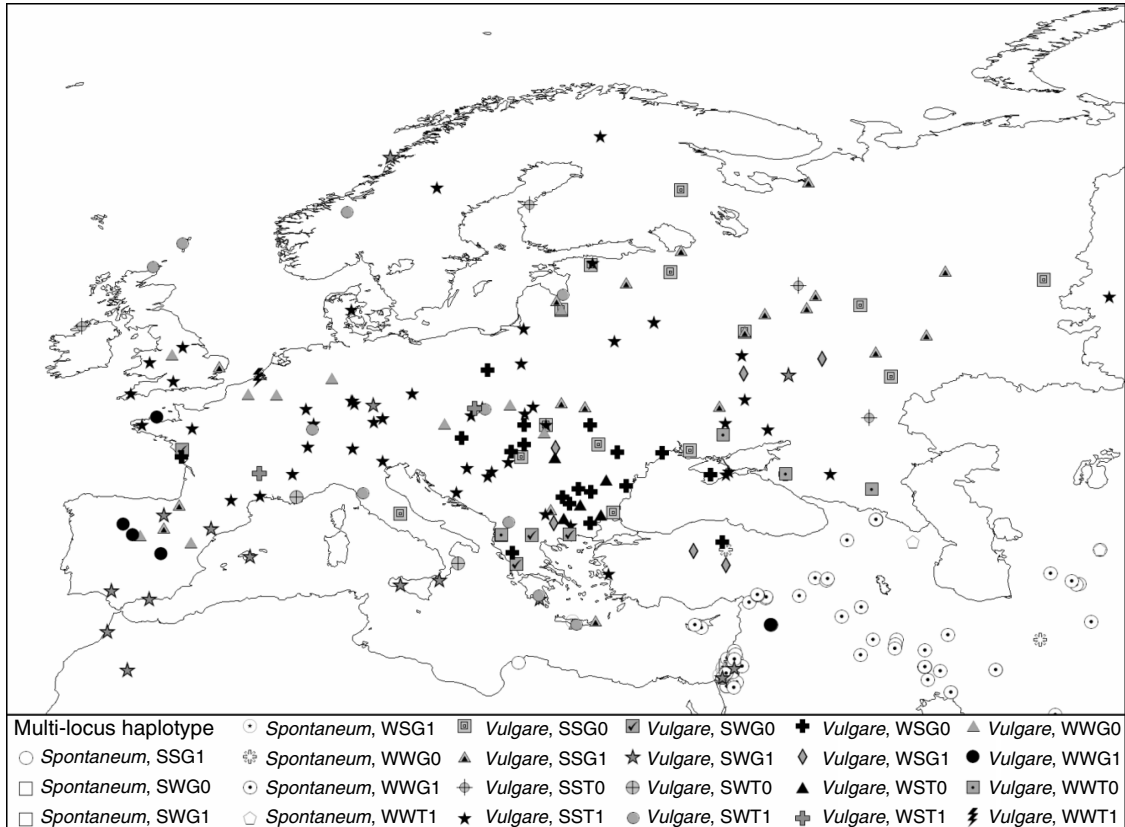 Multi-locus haplotype
Spontaneum, SSG1
Spontaneum, SWG0
Spontaneum, SWG1
Spontaneum, WSG1
Spontaneum, WWG0
Spontaneum, WWG1
Spontaneum, WWT1
Vulgare, SSG0
Vulgare, SSG1
Vulgare, SST0
Vulgare, SST1
Vulgare, SWG0
Vulgare, SWG1
Vulgare, SWT0
Vulgare, SWT1
Vulgare, WSG0
Vulgare, WSG1
Vulgare, WST0
Vulgare, WST1
Vulgare, WWG0
Vulgare, WWG1
Vulgare, WWT0
Vulgare, WWT1